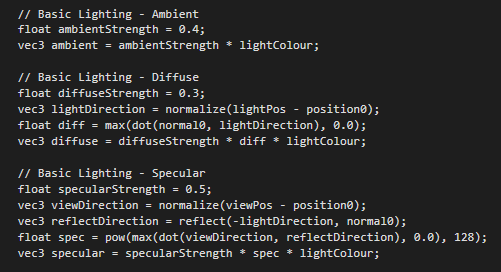 // Basic Lighting - Ambient
float ambientStrength = 0.4;
vec3 ambient = ambientStrength * lightColour;
// Basic Lighting - Diffuse
float diffuseStrength = 0.3;
vec3 lightDirection = normalize(lightPos - position0);
float diff = max(dot(normal0, lightDirection), 0.0);
vec3 diffuse = diffuseStrength * diff * lightColour;
// Basic Lighting - Specular
float specularStrength = 0.5;
vec3 viewDirection = normalize(viewPos - position0);
vec3 reflectDirection = reflect(-lightDirection, normal0);
float spec = pow(max(dot(viewDirection, reflectDirection), 0.0), 128);
vec3 specular = specularStrength * spec * lightColour;